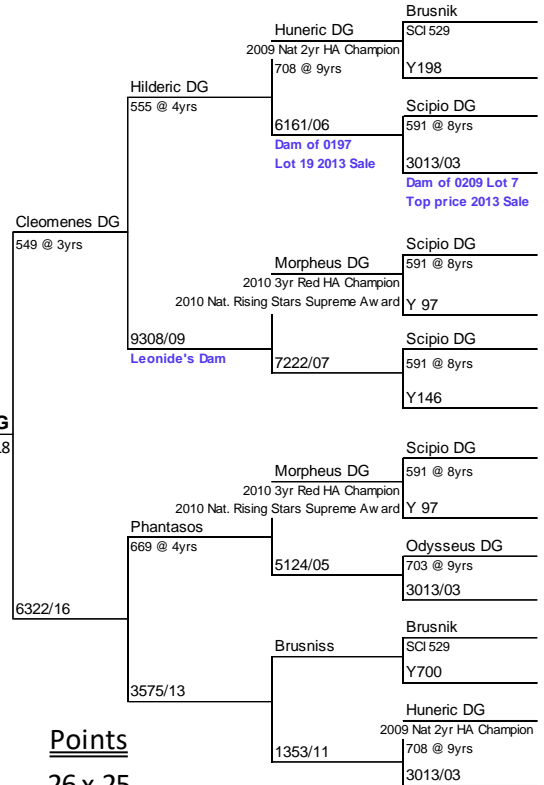 Brusnik
Huneric DG
SCI 529
2009 Nat 2yr HA Champion
708 @ 9yrs
Y198
Hilderic DG
555 @ 4yrs
Scipio DG
6161/06
591 @ 8yrs
Dam of 0197
Lot 19 2013 Sale
3013/03
Dam of 0209 Lot 7
Top price 2013 Sale
Cleomenes DG
549 @ 3yrs
Scipio DG
Morpheus DG
591 @ 8yrs
2010 3yr Red HA Champion
2010 Nat. Rising Stars Supreme Award
Y 97
9308/09
Leonide's Dam
Scipio DG
7222/07
591 @ 8yrs
Y146
G
18
Scipio DG
Morpheus DG
591 @ 8yrs
2010 3yr Red HA Champion
2010 Nat. Rising Stars Supreme Award
Y 97
Phantasos
669 @ 4yrs
Odysseus DG
5124/05
703 @ 9yrs
3013/03
6322/16
Brusnik
Brusniss
SCI 529
Y700
3575/13
Huneric DG
2009 Nat 2yr HA Champion
1353/11
708 @ 9yrs
3013/03
Points
26 x 25